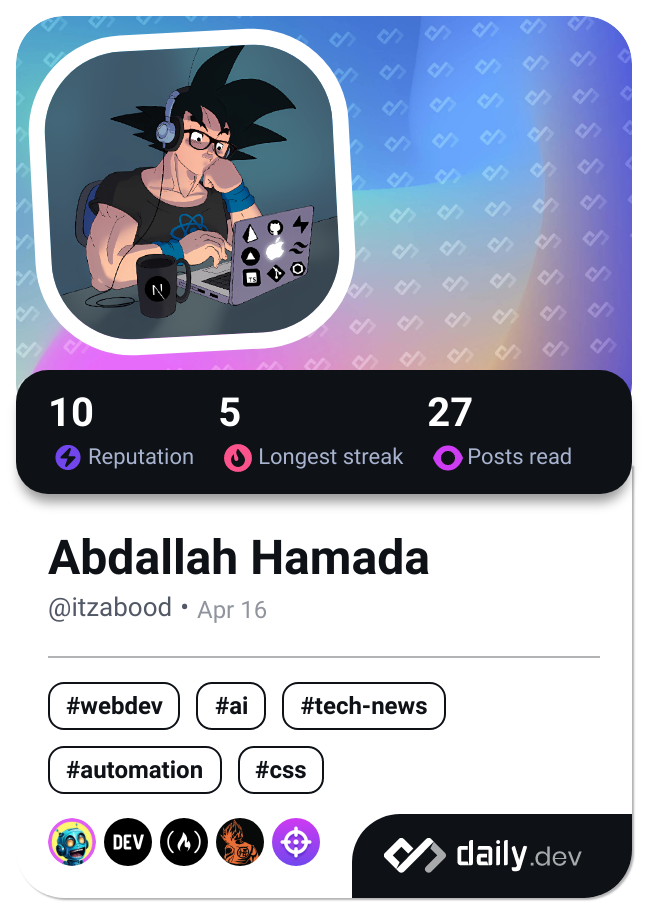 N
TS
10 5 27
Reputation Longest streak Posts read
Abdallah Hamada
@itzabood • Apr 16
#webdev #ai #tech-news
#automation #css
DEV
daily.dev